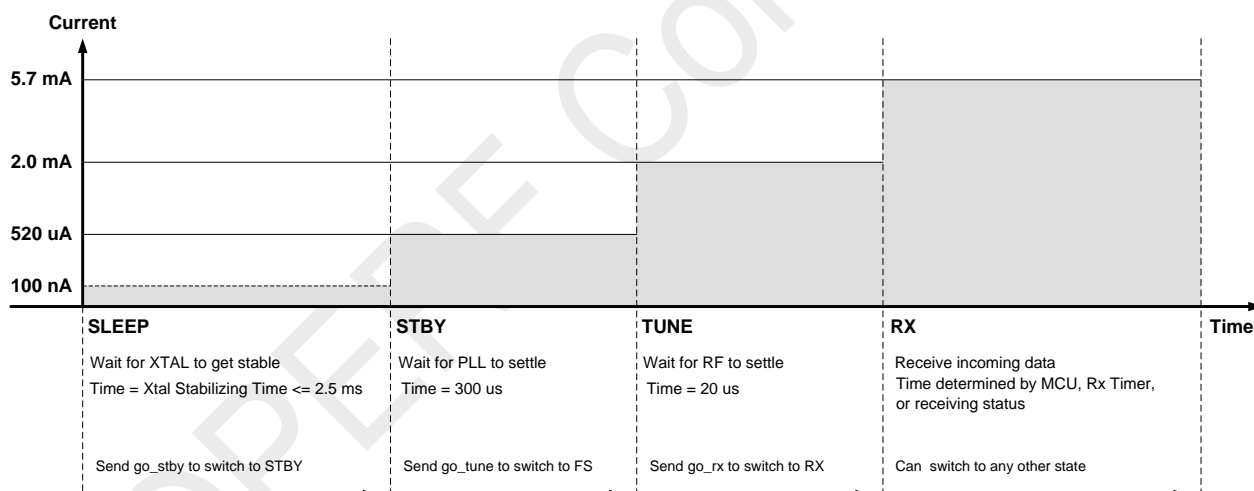 Current
5.7 mA
2.0 mA
520 uA
100 nA
SLEEP
STBY
TUNE
RX
Time
Wait for XTAL to get stable
Time = Xtal Stabilizing Time <= 2.5 ms
Wait for PLL to settle
Time = 300 us
Wait for RF to settle
Time = 20 us
Receive incoming data
Time determined by MCU, Rx Timer,
or receiving status
Send go_stby to switch to STBY
Send go_tune to switch to FS
Send go_rx to switch to RX
Can switch to any other state